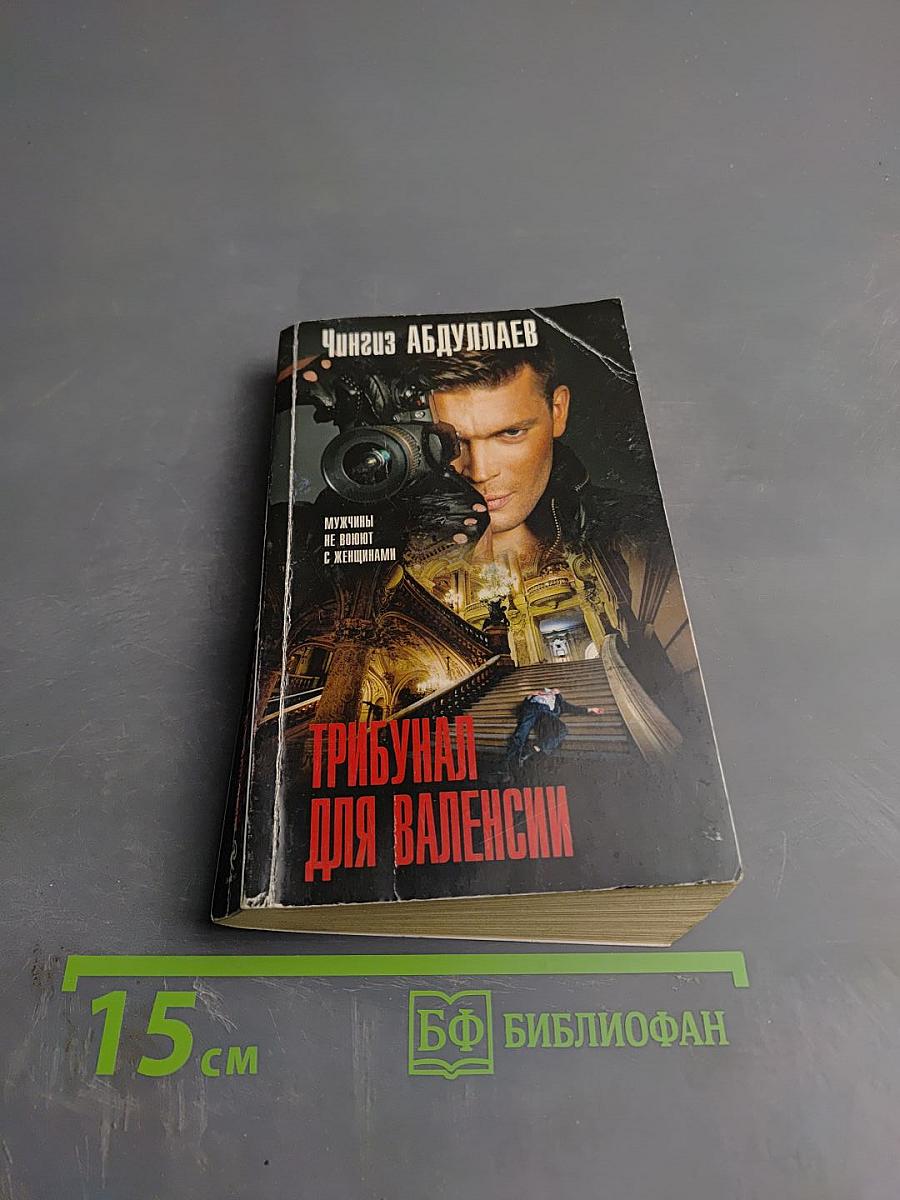 Чингиз АБДУЛЛАЕВ
МУЖЧИНЫ
НЕ ВОЮЮТ
С ЖЕНЩИНАМИ
ТРИБУНАЛ
ДЛЯ ВАЛЕНСИИ
15 см
БФ БИБЛИОФАН